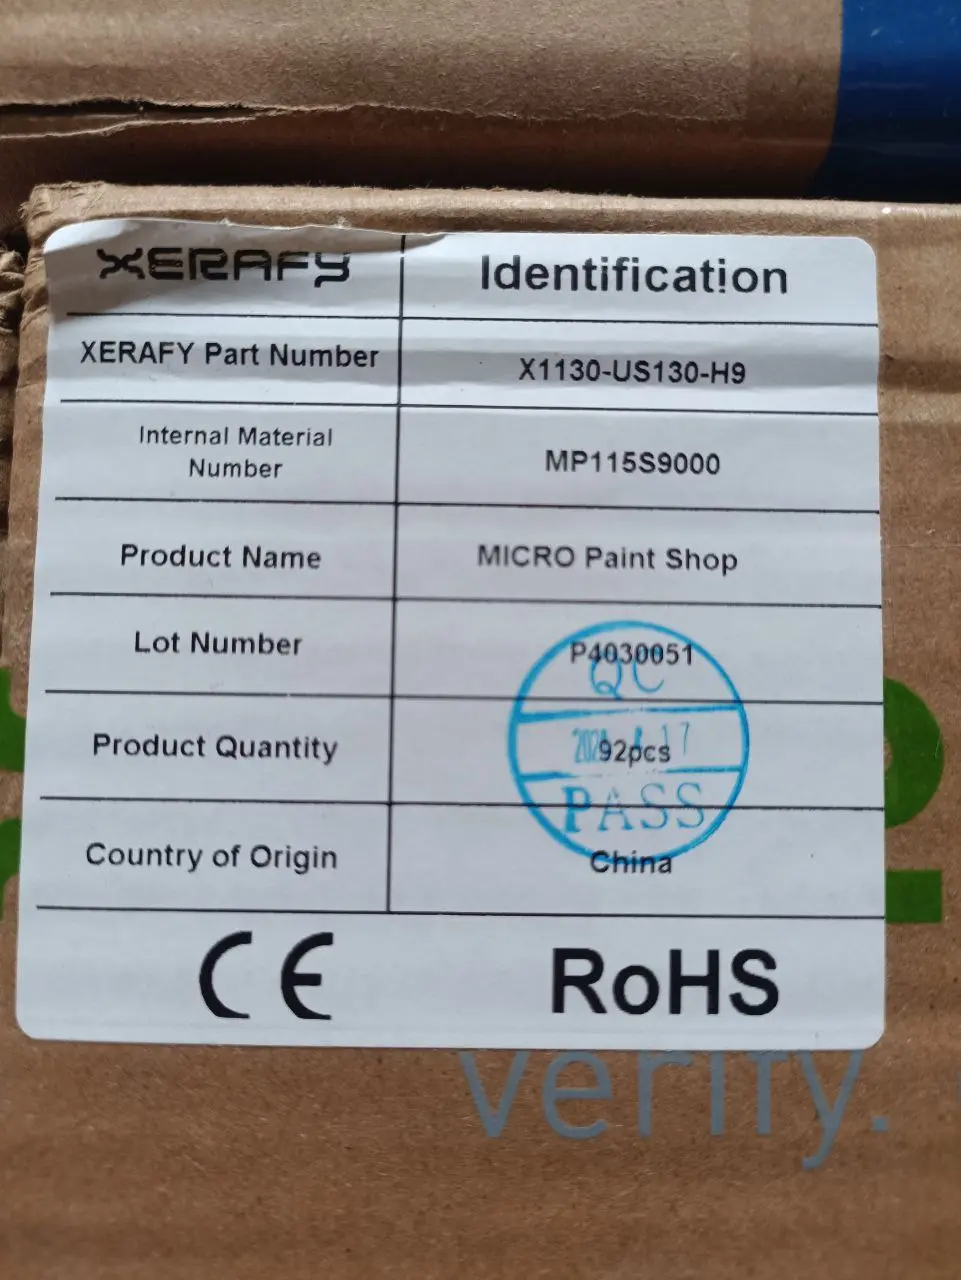 XERAFY
Identification
XERAFY Part Number
X1130-US130-H9
Internal Material
Number
MP115S9000
Product Name
MICRO Paint Shop
Lot Number
P4030051
QC
Product Quantity
92pcs
17
PASS
Country of Origin
China
CE
RoHS
verify.